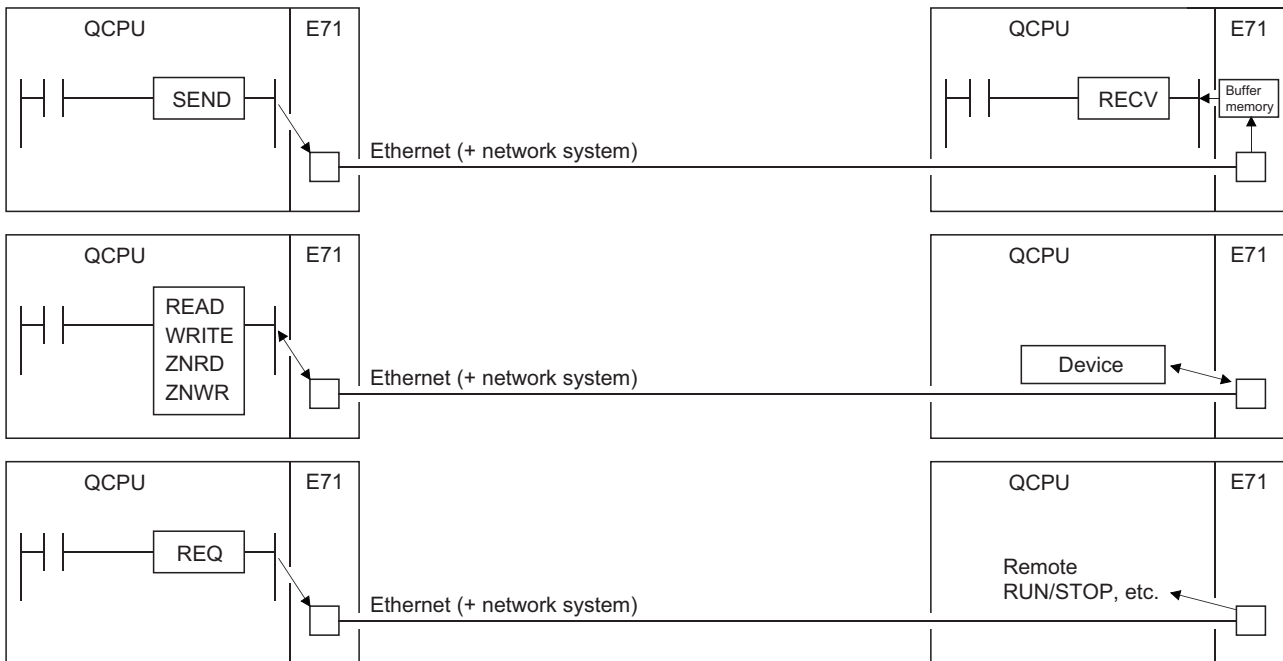 QCPU E71 QCPU E71
SEND RECV Buffer
memory
Ethernet (+ network system)
QCPU E71 QCPU E71
READ
WRITE
ZNRD
ZNWR
Device
Ethernet (+ network system)
QCPU E71 QCPU E71
REQ
Remote
RUN/STOP, etc.
Ethernet (+ network system)